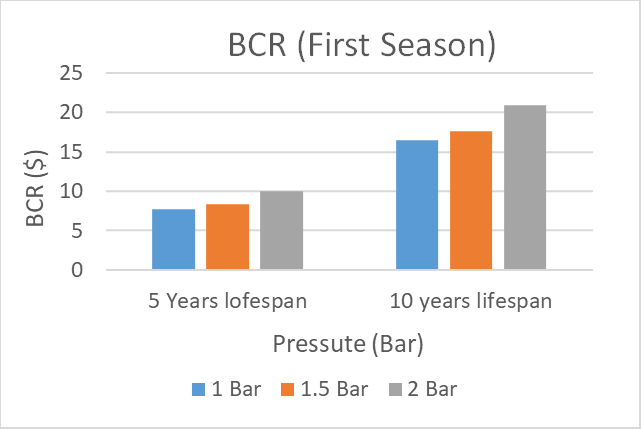 BCR (First Season)
25
20
15
10
5
0
BCR ($)
5 Years lofespan
10 years lifespan
Pressute (Bar)
1 Bar 1.5 Bar 2 Bar